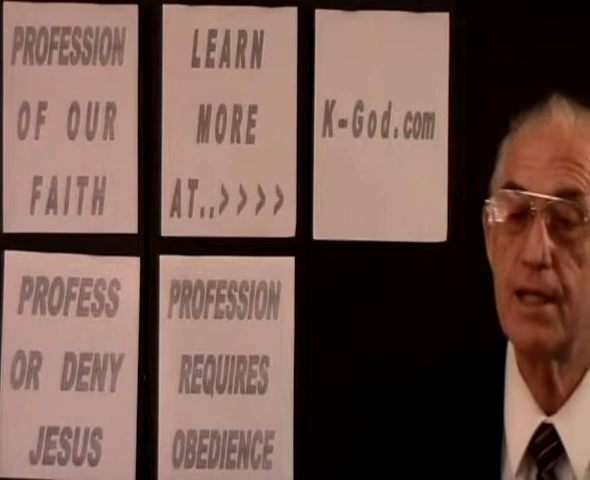 PROFESSION
OF OUR
FAITH
LEARN
MORE
AT..>>>>
K-God.com
PROFESS
OR DENY
JESUS
PROFESSION
REQUIRES
OBEDIENCE